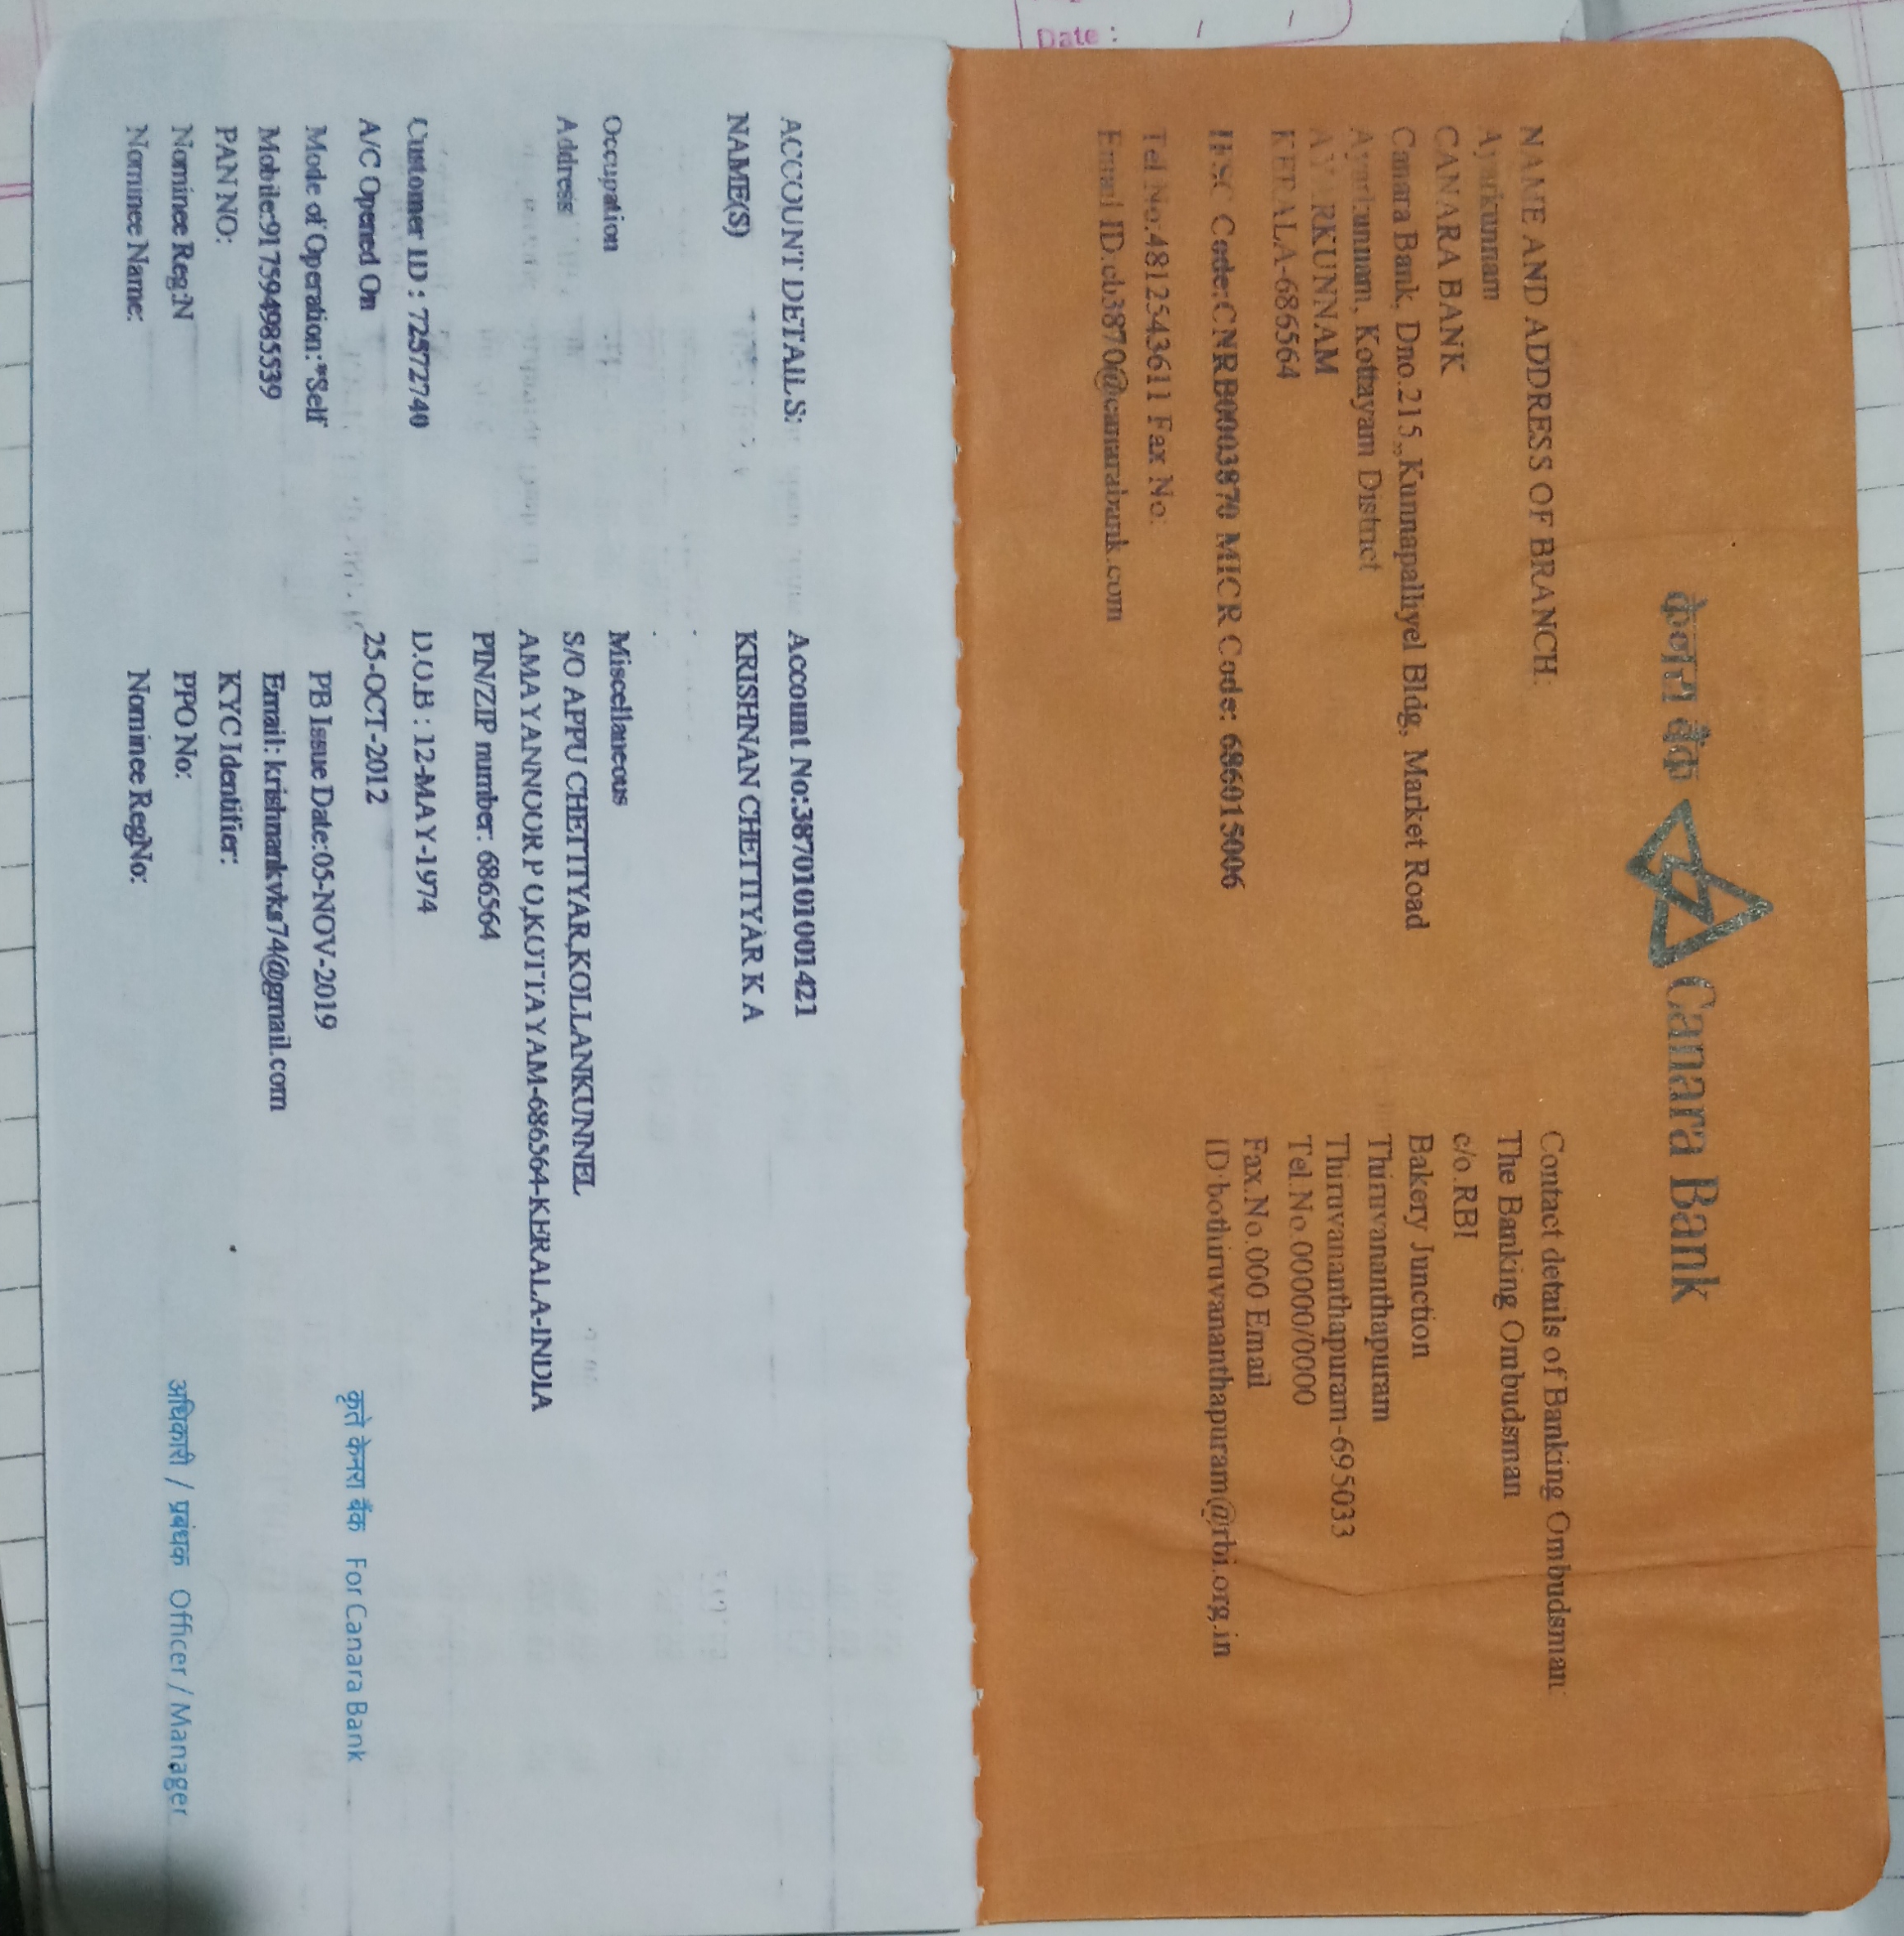 Date : / /
केनरा बैंक Canara Bank
NAME AND ADDRESS OF BRANCH: Contact details of Banking Ombudsman:
Ayarkunnam The Banking Ombudsman
CANARA BANK c/o.RBI
Canara Bank, Dno.215,,Kunnapalliyel Bldg, Market Road Bakery Junction
Ayarkunnam, Kottayam District Thiruvananthapuram
RKUNNAM Thiruvananthapuram-695033
KERALA-686564 Tel.No.00000/0000
Fax.No.000 Email
IFSC Code:CNRB0003870 MICR Code: 686015006 ID:bothiruvananthapuram@rbi.org.in
Tel No:4812543611 Fax No:
Email ID:cb3870@canarabank.com
ACCOUNT DETAILS: Account No:3870101001421
NAME(S) KRISHNAN CHETTIYAR K A
Occupation Miscellaneous
Address S/O APPU CHETTIYAR,KOLLANKUNNEL
AMAYANNOOR P O,KOTTAYAM-686564-KERALA-INDIA
PIN/ZIP number: 686564
Customer ID : 72572740 D.O.B : 12-MAY-1974
A/C Opened On 25-OCT-2012
Mode of Operation:*Self PB Issue Date:05-NOV-2019
कृते केनरा बैंक For Canara Bank
Mobile:917594985539 Email: krishnankvks74@gmail.com
PAN NO: KYC Identifier:
Nominee Reg:N PPO No:
Nominee Name: Nominee RegNo:
अधिकारी / प्रबंधक Officer / Manager